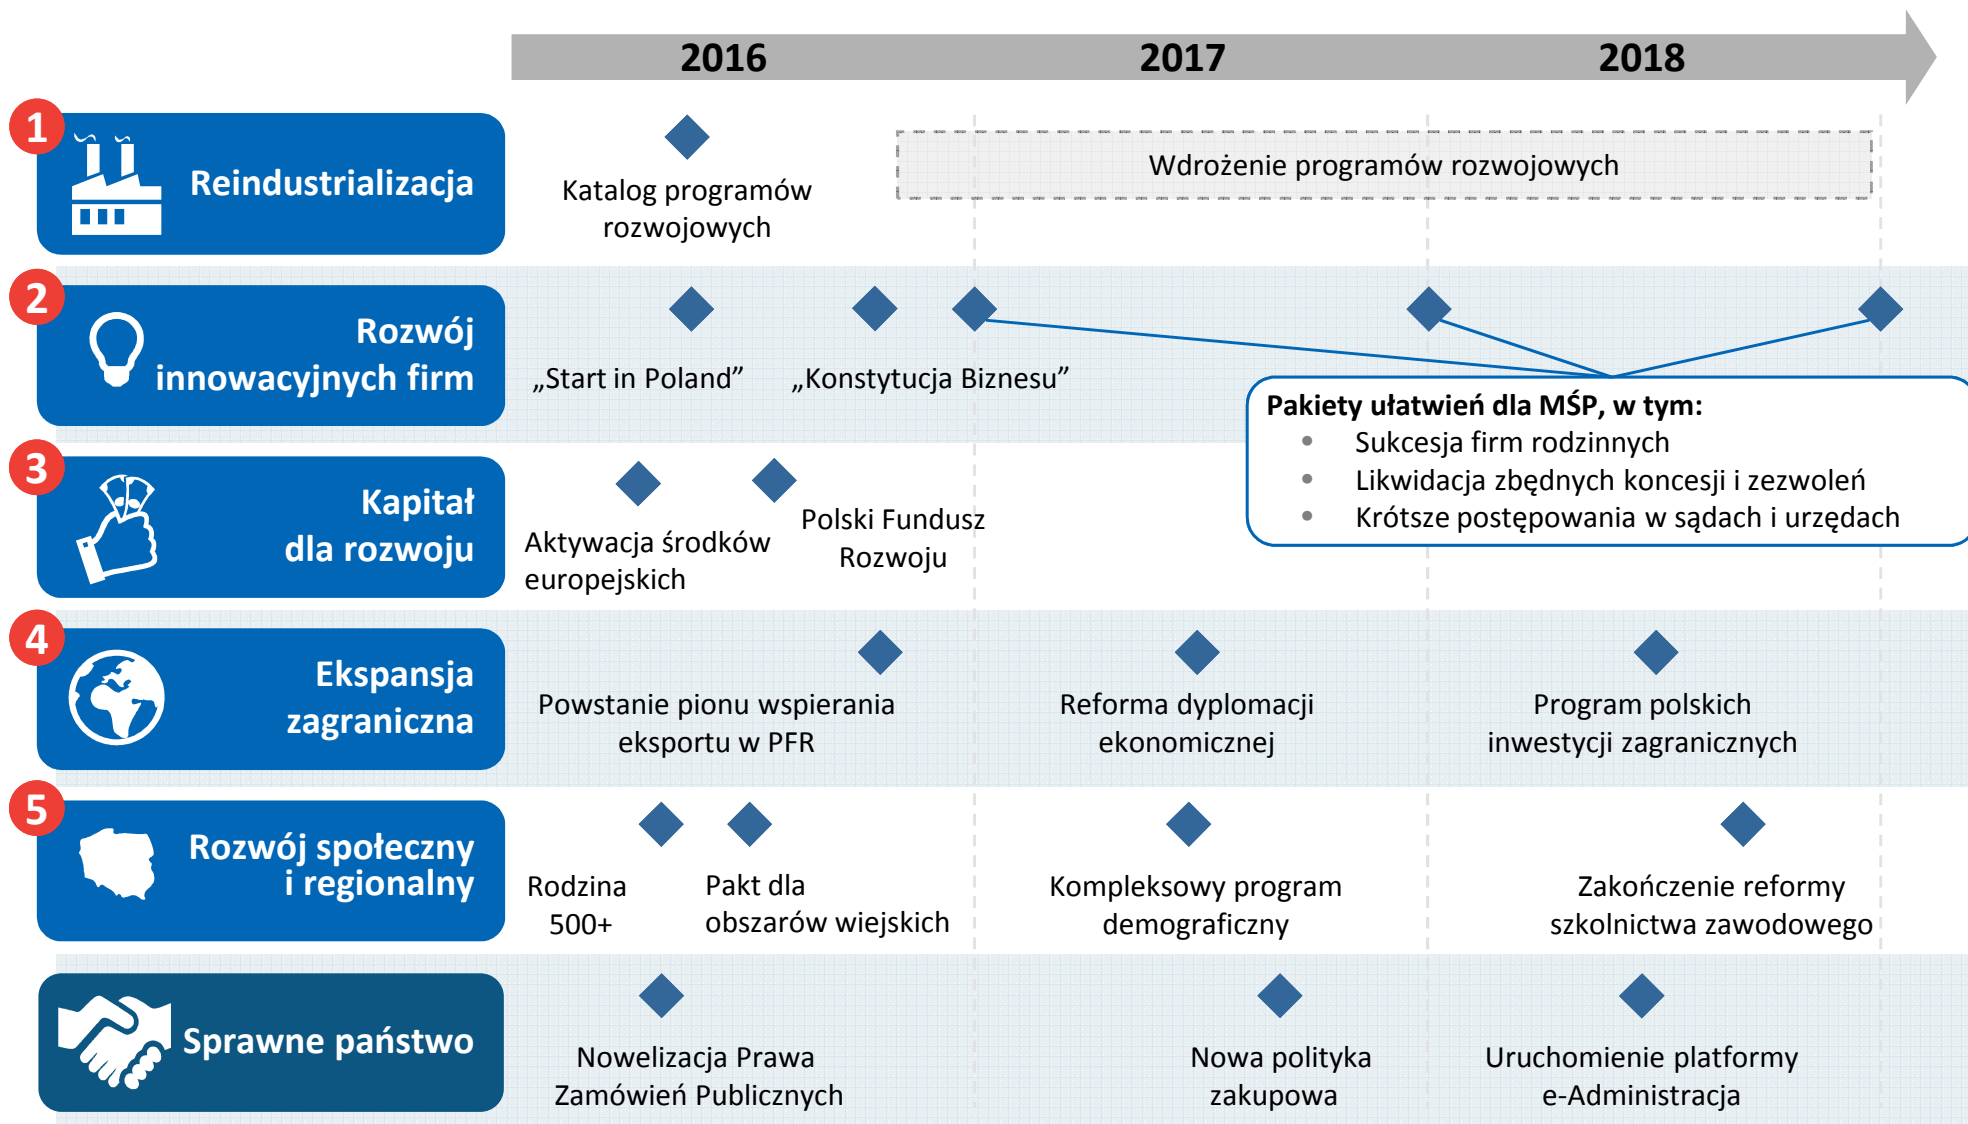 2016
2017
2018
1
Reindustrializacja
Katalog programów
rozwojowych
Wdrożenie programów rozwojowych
2
Rozwój
innowacyjnych firm
„Start in Poland”
„Konstytucja Biznesu”
Pakiety ułatwień dla MŚP, w tym:
• Sukcesja firm rodzinnych
• Likwidacja zbędnych koncesji i zezwoleń
• Krótsze postępowania w sądach i urzędach
3
Kapitał
dla rozwoju
Aktywacja środków
europejskich
Polski Fundusz
Rozwoju
4
Ekspansja
zagraniczna
Powstanie pionu wspierania
eksportu w PFR
Reforma dyplomacji
ekonomicznej
Program polskich
inwestycji zagranicznych
5
Rozwój społeczny
i regionalny
Rodzina
500+
Pakt dla
obszarów wiejskich
Kompleksowy program
demograficzny
Zakończenie reformy
szkolnictwa zawodowego
Sprawne państwo
Nowelizacja Prawa
Zamówień Publicznych
Nowa polityka
zakupowa
Uruchomienie platformy
e-Administracja